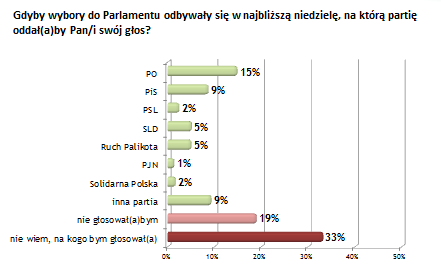 Gdyby wybory do Parlamentu odbywały się w najbliższą niedzielę, na którą partię
oddał(a)by Pan/i swój głos?
PO 15%
PiS 9%
PSL 2%
SLD 5%
Ruch Palikota 5%
PJN 1%
Solidarna Polska 2%
inna partia 9%
nie głosował(a)bym 19%
nie wiem, na kogo bym głosował(a) 33%
0% 10% 20% 30% 40% 50%